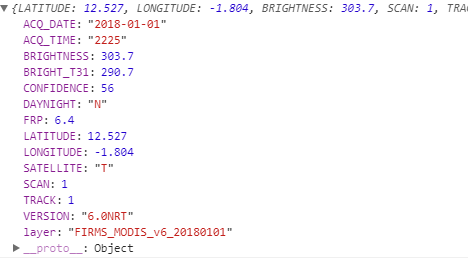 ▼{LATITUDE: 12.527, LONGITUDE: -1.804, BRIGHTNESS: 303.7, SCAN: 1, TRAC
ACQ_DATE: "2018-01-01"
ACQ_TIME: "2225"
BRIGHTNESS: 303.7
BRIGHT_T31: 290.7
CONFIDENCE: 56
DAYNIGHT: "N"
FRP: 6.4
LATITUDE: 12.527
LONGITUDE: -1.804
SATELLITE: "T"
SCAN: 1
TRACK: 1
VERSION: "6.0NRT"
layer: "FIRMS_MODIS_v6_20180101"
▶__proto__: Object